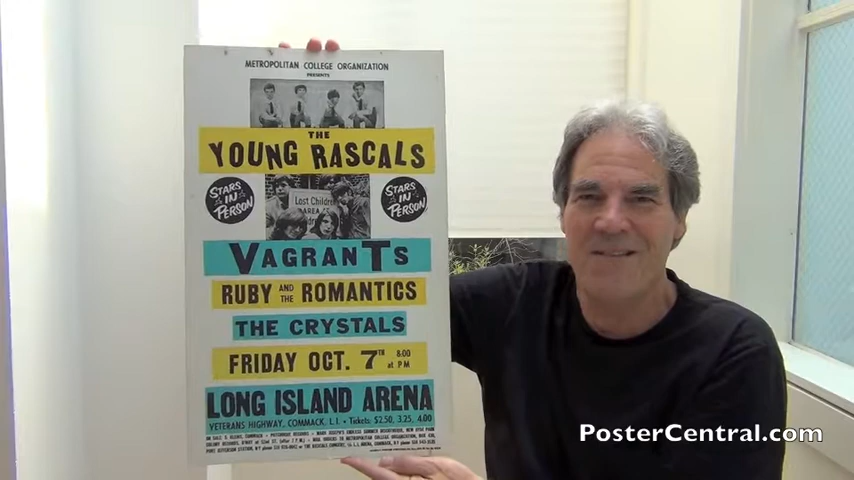 METROPOLITAN COLLEGE ORGANIZATION
PRESENTS
THE
YOUNG RASCALS
STARS IN PERSON
Lost Children
AREA
STARS IN PERSON
VAGRANTS
RUBY AND THE ROMANTICS
THE CRYSTALS
FRIDAY OCT. 7TH 8:00 at PM
LONG ISLAND ARENA
VETERANS HIGHWAY, COMMACK, L.I. • Tickets: $2.50, 3.25, 4.00
PosterCentral.com